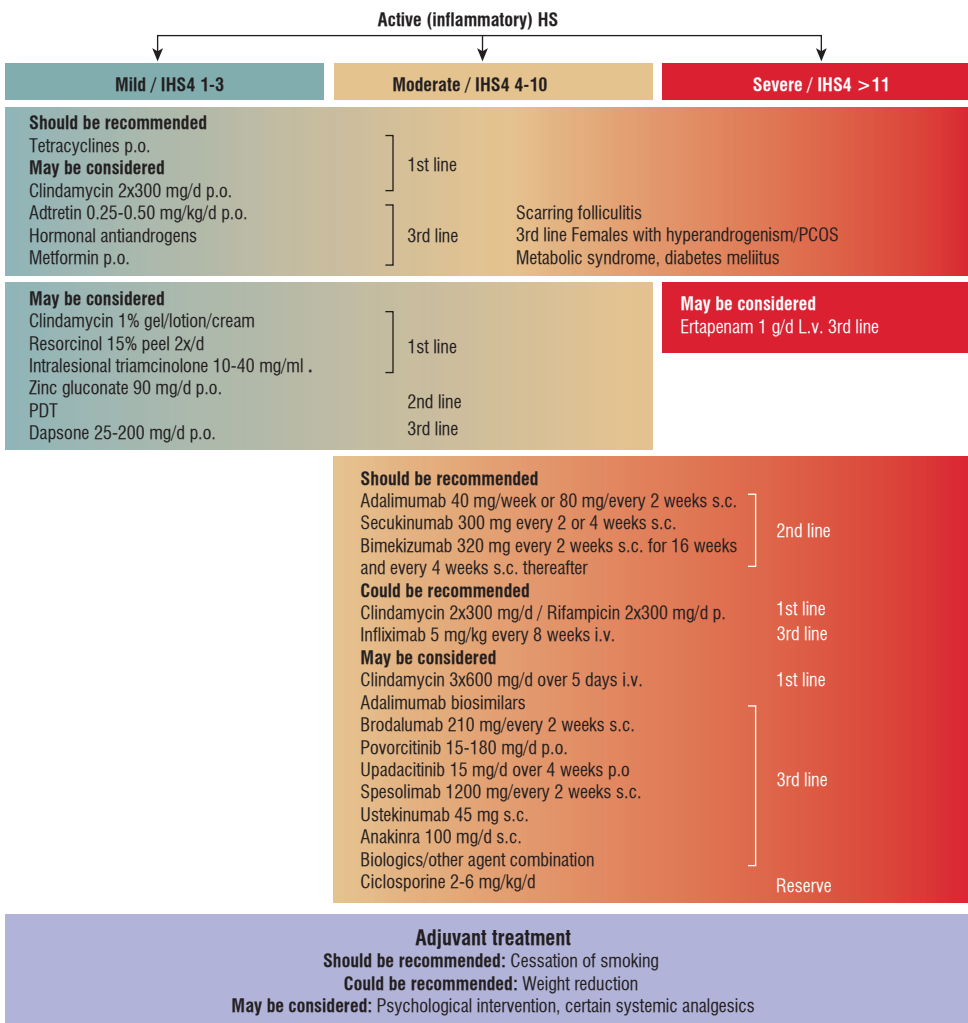 Active (inflammatory) HS
Mild / IHS4 1-3
Moderate / IHS4 4-10
Severe / IHS4 >11
Should be recommended
Tetracyclines p.o.
May be considered
Clindamycin 2x300 mg/d p.o.
1st line
Adtretin 0.25-0.50 mg/kg/d p.o.
Hormonal antiandrogens
Metformin p.o.
3rd line
Scarring folliculitis
3rd line Females with hyperandrogenism/PCOS
Metabolic syndrome, diabetes meliitus
May be considered
Clindamycin 1% gel/lotion/cream
Resorcinol 15% peel 2x/d
Intralesional triamcinolone 10-40 mg/ml .
1st line
Zinc gluconate 90 mg/d p.o.
PDT
2nd line
Dapsone 25-200 mg/d p.o.
3rd line
May be considered
Ertapenam 1 g/d L.v. 3rd line
Should be recommended
Adalimumab 40 mg/week or 80 mg/every 2 weeks s.c.
Secukinumab 300 mg every 2 or 4 weeks s.c.
Bimekizumab 320 mg every 2 weeks s.c. for 16 weeks
and every 4 weeks s.c. thereafter
2nd line
Could be recommended
Clindamycin 2x300 mg/d / Rifampicin 2x300 mg/d p.
1st line
Infliximab 5 mg/kg every 8 weeks i.v.
3rd line
May be considered
Clindamycin 3x600 mg/d over 5 days i.v.
1st line
Adalimumab biosimilars
Brodalumab 210 mg/every 2 weeks s.c.
Povorcitinib 15-180 mg/d p.o.
Upadacitinib 15 mg/d over 4 weeks p.o
Spesolimab 1200 mg/every 2 weeks s.c.
Ustekinumab 45 mg s.c.
Anakinra 100 mg/d s.c.
Biologics/other agent combination
3rd line
Ciclosporine 2-6 mg/kg/d
Reserve
Adjuvant treatment
Should be recommended: Cessation of smoking
Could be recommended: Weight reduction
May be considered: Psychological intervention, certain systemic analgesics